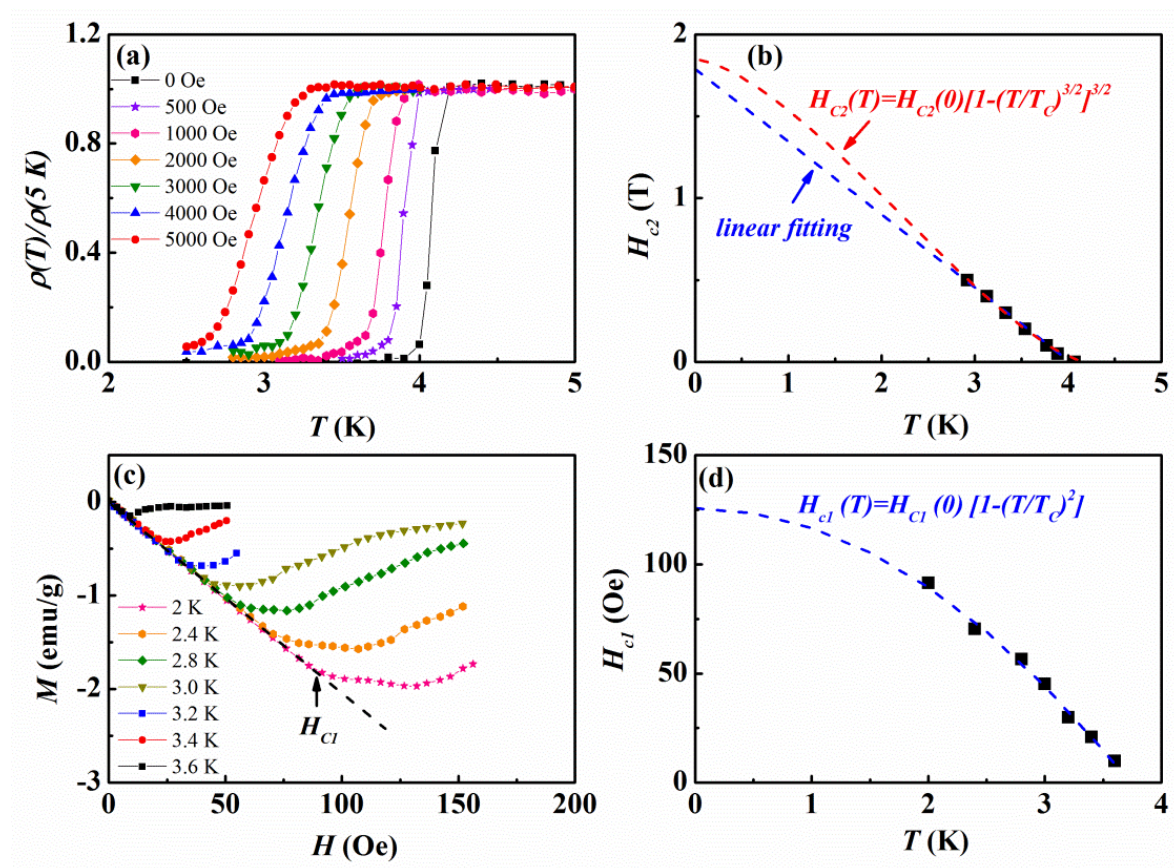 (a)
1.2
0.8
0.4
0.0
ρ(T)/ρ(5 K)
0 Oe
500 Oe
1000 Oe
2000 Oe
3000 Oe
4000 Oe
5000 Oe
2 3 4 5
T (K)
(b)
2
1
0
H_c2 (T)
H_C2(T)=H_C2(0)[1-(T/T_C)^3/2]^3/2
linear fitting
0 1 2 3 4 5
T (K)
(c)
0
-1
-2
-3
M (emu/g)
2 K
2.4 K
2.8 K
3.0 K
3.2 K
3.4 K
3.6 K
H_C1
0 50 100 150 200
H (Oe)
(d)
150
100
50
0
H_c1 (Oe)
H_c1 (T)=H_C1 (0) [1-(T/T_C)^2]
0 1 2 3 4
T (K)